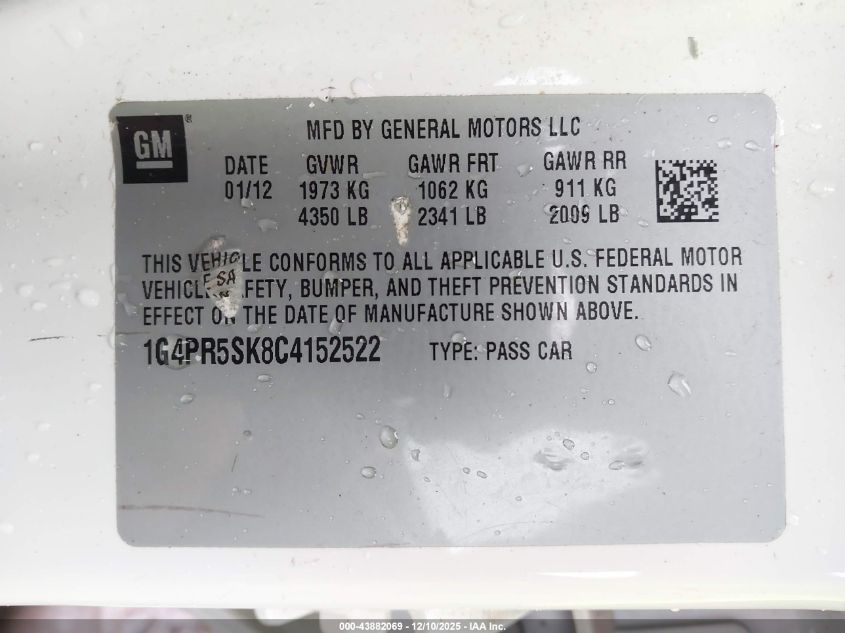 GM
MFD BY GENERAL MOTORS LLC
DATE GVWR GAWR FRT GAWR RR
01/12 1973 KG 1062 KG 911 KG
4350 LB 2341 LB 2009 LB
THIS VEHICLE CONFORMS TO ALL APPLICABLE U.S. FEDERAL MOTOR
VEHICLE SAFETY, BUMPER, AND THEFT PREVENTION STANDARDS IN
EFFECT ON THE DATE OF MANUFACTURE SHOWN ABOVE.
1G4PR5SK8C4152522 TYPE: PASS CAR
000-43882069 - 12/10/2025 - IAA Inc.